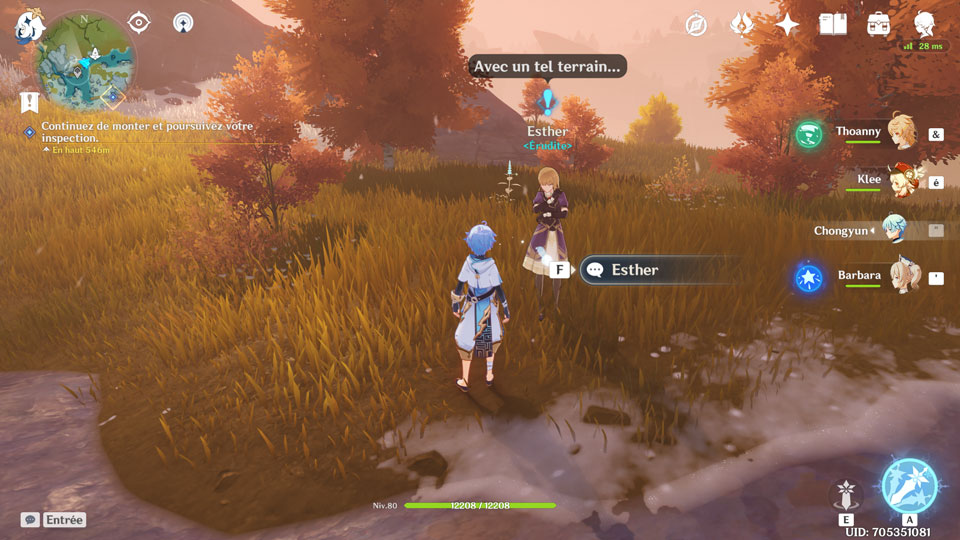 N
28 ms
Avec un tel terrain...
Continuez de monter et poursuivez votre
inspection.
En haut 546m
Esther
<Érudite>
Thoanny
&
Klee
é
Chongyun
"
F
Esther
Barbara
'
Niv.80
12208 / 12208
Entrée
E
A
UID: 705351081